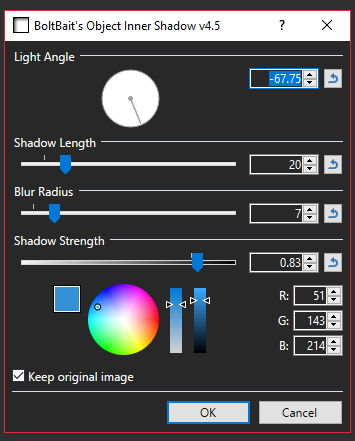 BoltBait's Object Inner Shadow v4.5 ?
Light Angle
-67.75
Shadow Length
20
Blur Radius
7
Shadow Strength
0.83
R: 51
G: 143
B: 214
Keep original image
OK Cancel